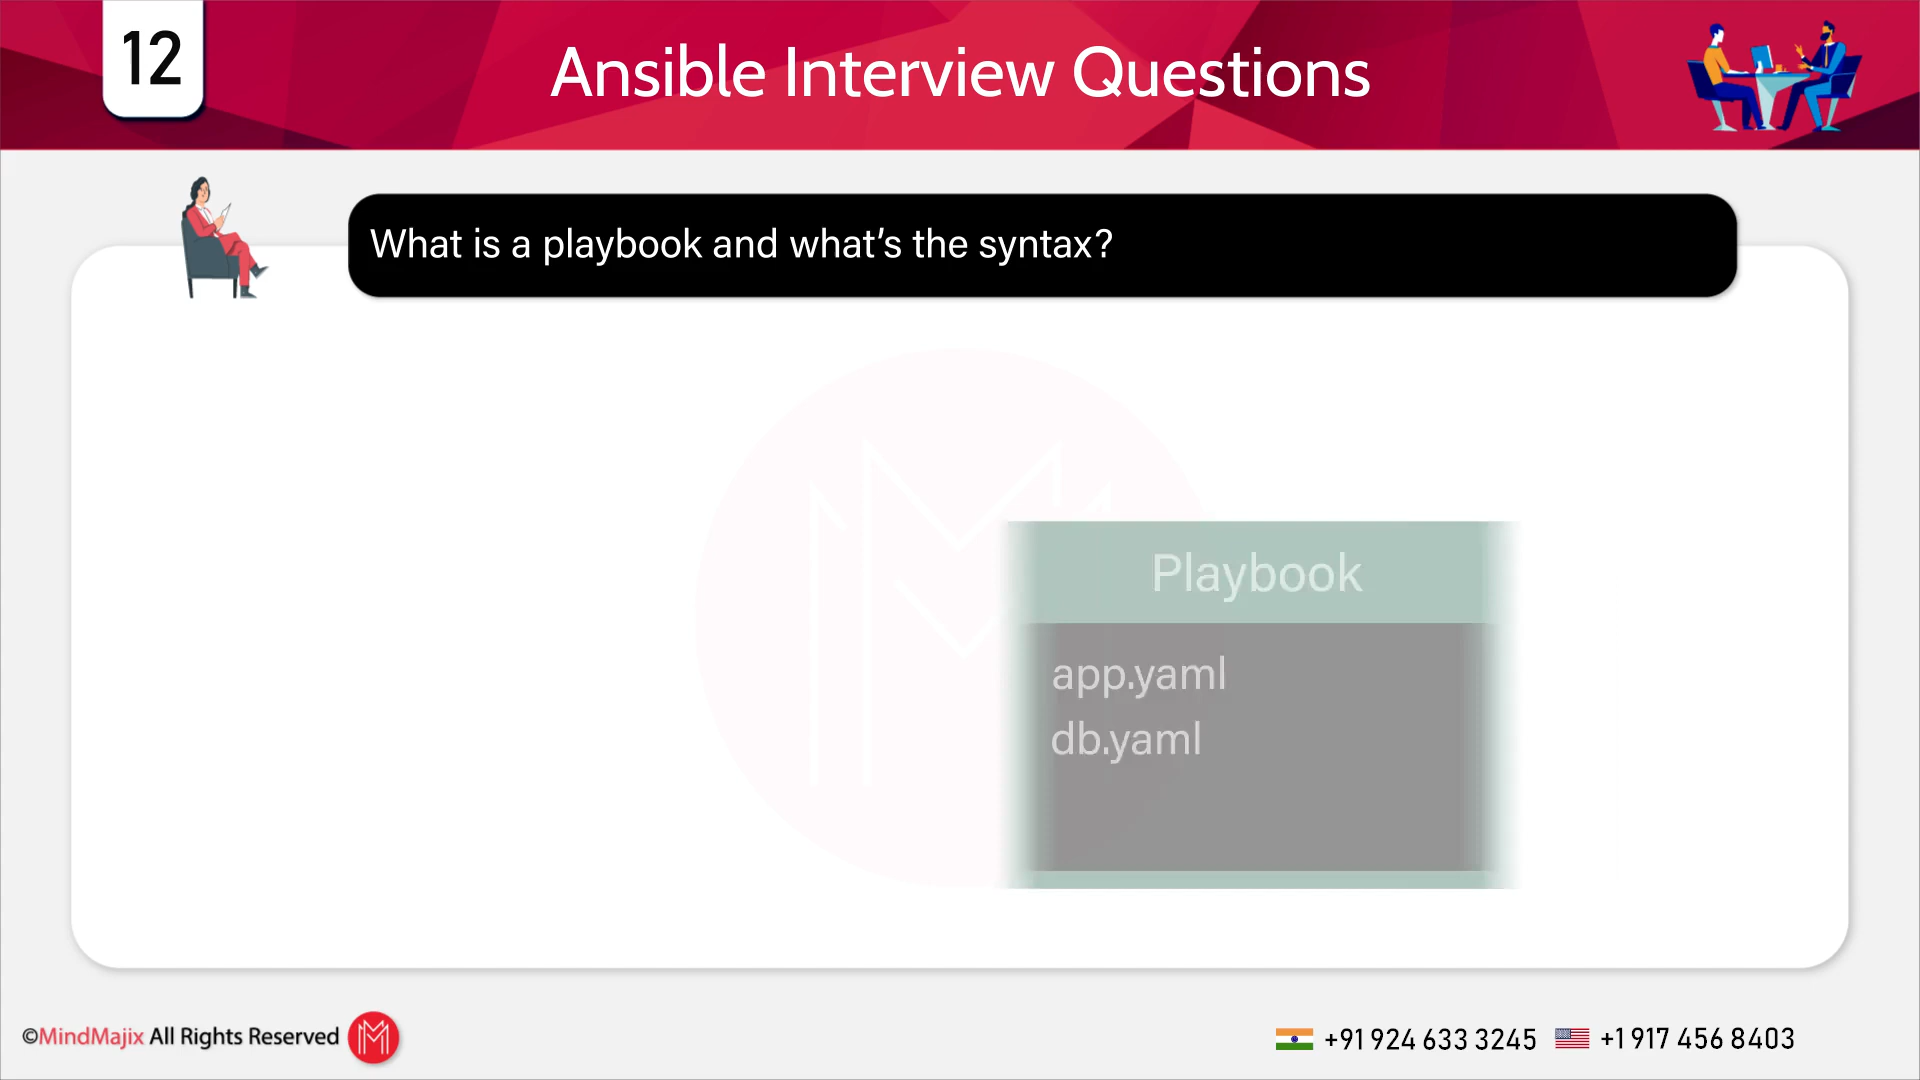 12
Ansible Interview Questions
What is a playbook and what’s the syntax?
Playbook
app.yaml
db.yaml
©MindMajix All Rights Reserved
+91 924 633 3245 +1 917 456 8403